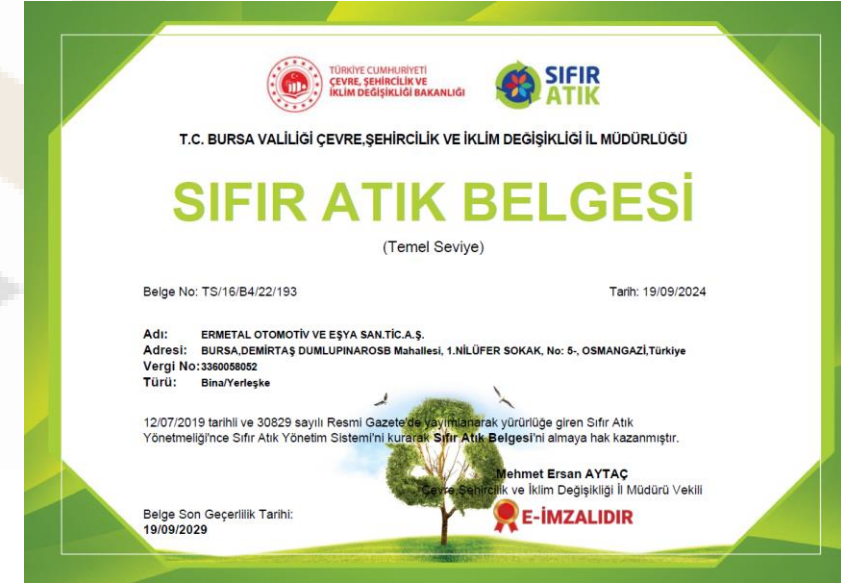 TÜRKİYE CUMHURİYETİ
ÇEVRE, ŞEHİRCİLİK VE
İKLİM DEĞİŞİKLİĞİ BAKANLIĞI
SIFIR
ATIK
T.C. BURSA VALİLİĞİ ÇEVRE,ŞEHİRCİLİK VE İKLİM DEĞİŞİKLİĞİ İL MÜDÜRLÜĞÜ
SIFIR ATIK BELGESİ
(Temel Seviye)
Belge No: TS/16/B4/22/193 Tarih: 19/09/2024
Adı: ERMETAL OTOMOTİV VE EŞYA SAN.TİC.A.Ş.
Adresi: BURSA,DEMİRTAŞ DUMLUPINAROSB Mahallesi, 1.NİLÜFER SOKAK, No: 5-, OSMANGAZİ,Türkiye
Vergi No:3360058052
Türü: Bina/Yerleşke
12/07/2019 tarihli ve 30829 sayılı Resmi Gazete'de yayımlanarak yürürlüğe giren Sıfır Atık
Yönetmeliği'nce Sıfır Atık Yönetim Sistemi'ni kurarak Sıfır Atık Belgesi'ni almaya hak kazanmıştır.
Mehmet Ersan AYTAÇ
Çevre,Şehircilik ve İklim Değişikliği İl Müdürü Vekili
E-İMZALIDIR
Belge Son Geçerlilik Tarihi:
19/09/2029